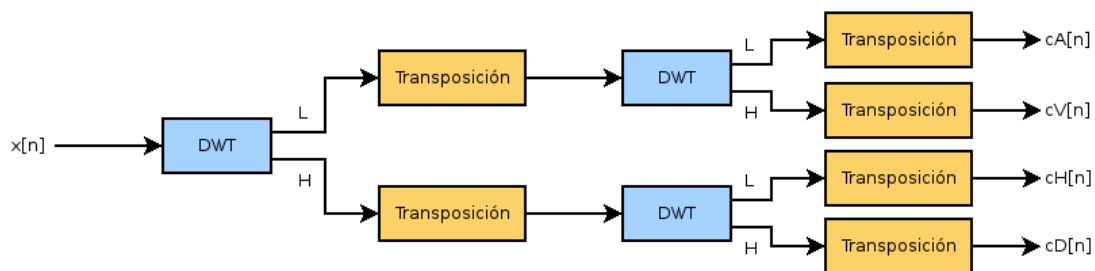 x[n]
DWT
L
H
Transposición
Transposición
DWT
DWT
L
H
L
H
Transposición
Transposición
Transposición
Transposición
cA[n]
cV[n]
cH[n]
cD[n]